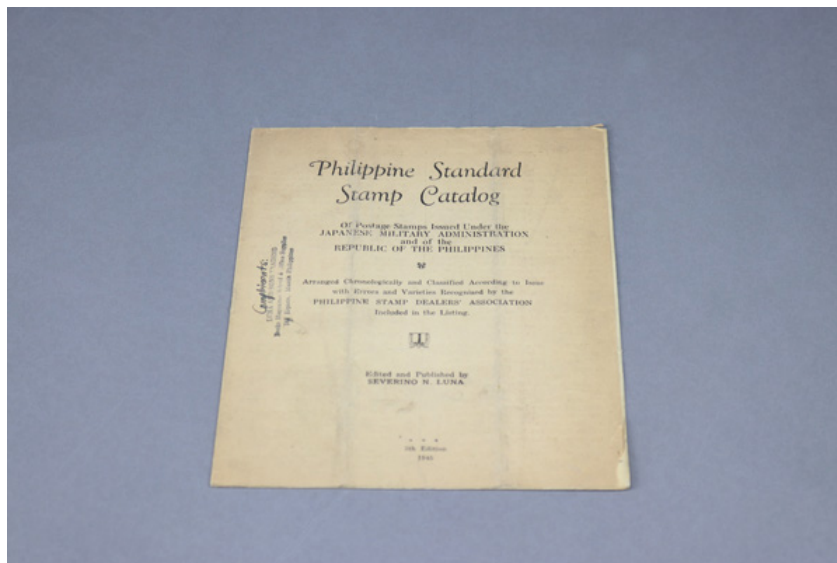 Philippine Standard
Stamp Catalog
Of Postage Stamps Issued Under the
JAPANESE MILITARY ADMINISTRATION
and of the
REPUBLIC OF THE PHILIPPINES
Arranged Chronologically and Classified According to Issue
with Errors and Varieties Recognized by the
PHILIPPINE STAMP DEALERS' ASSOCIATION
Included in the Listing.
Edited and Published by
SEVERINO N. LUNA
Edition